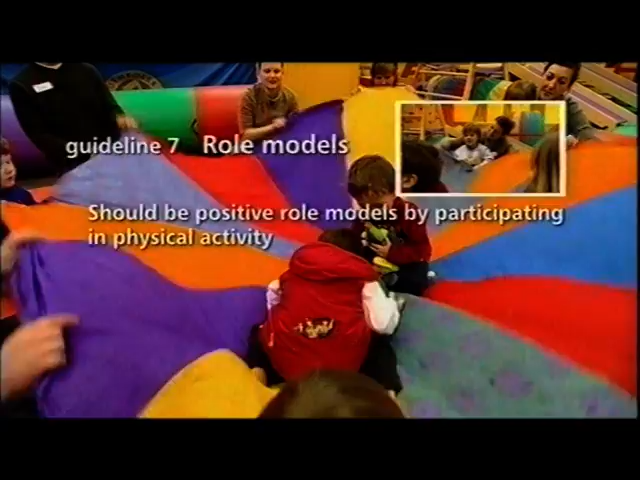 guideline 7 Role models
Should be positive role models by participating
in physical activity